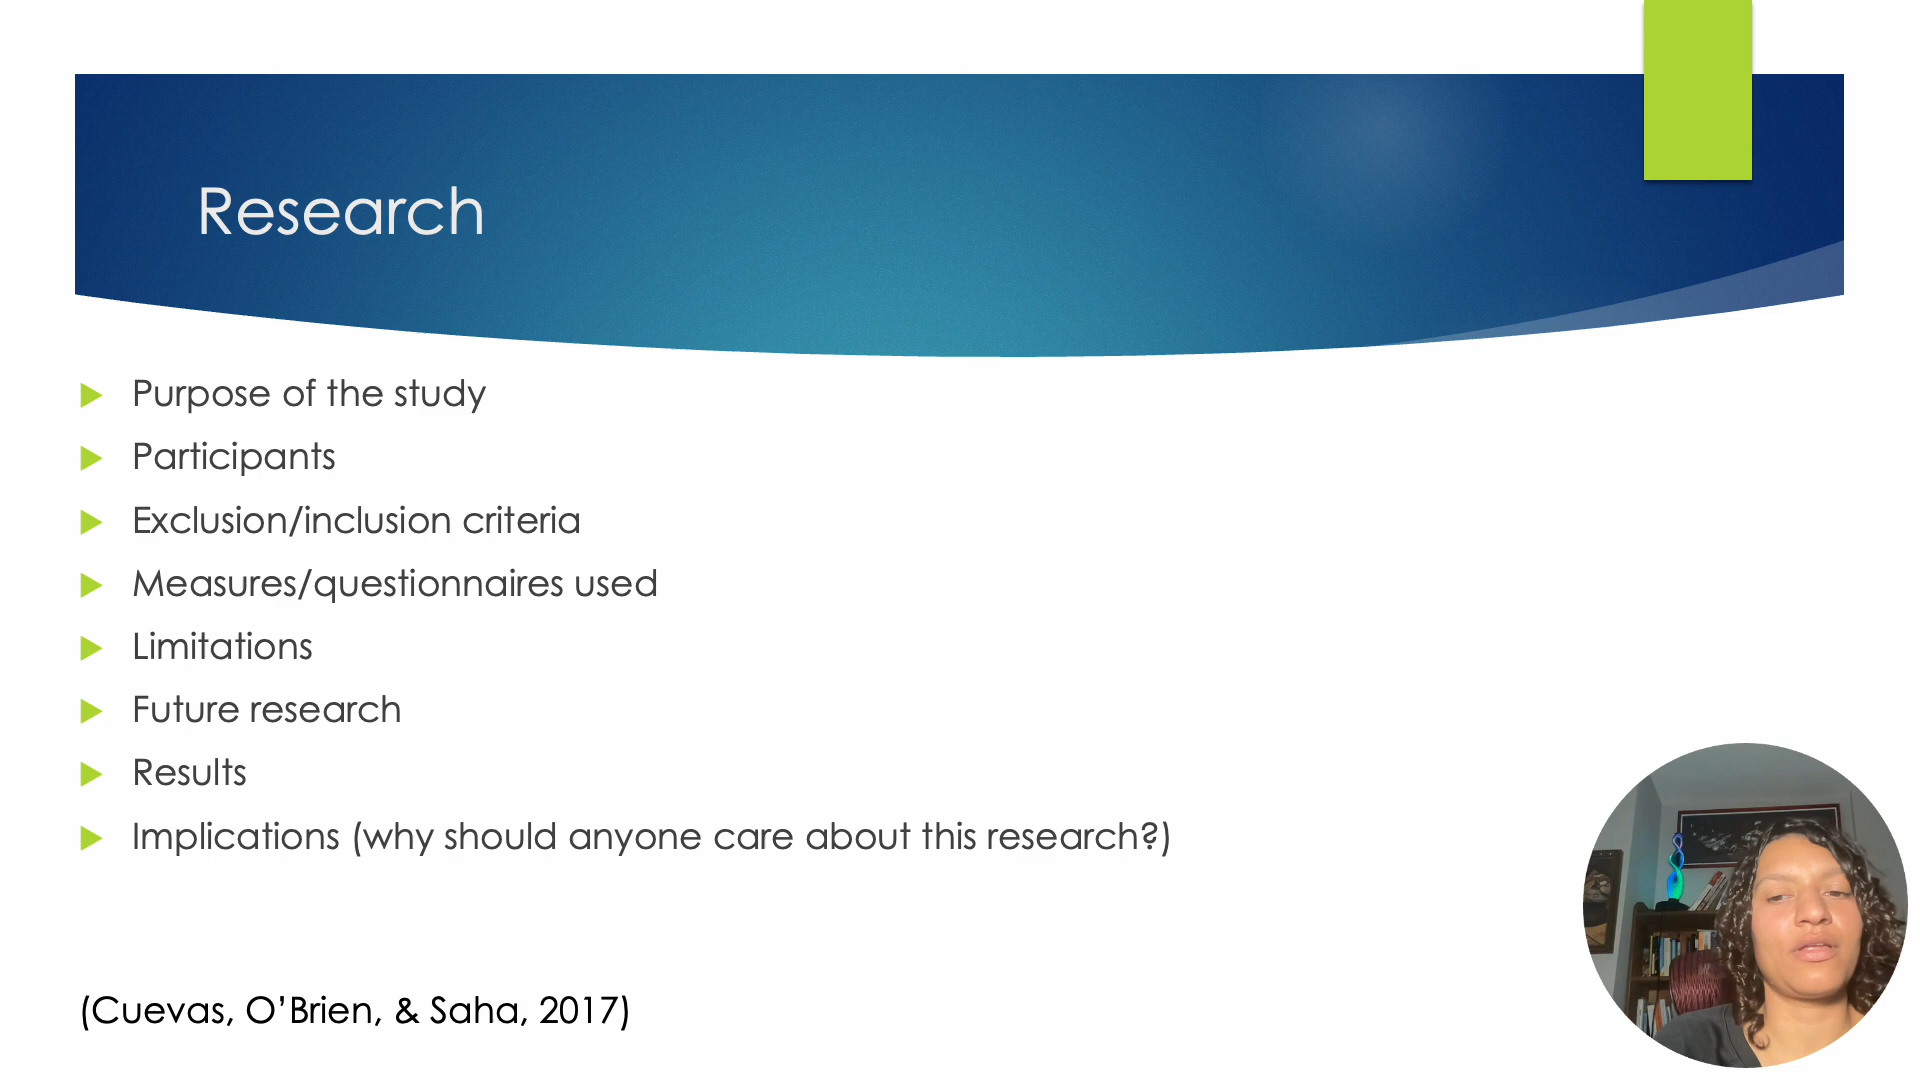 Research
Purpose of the study
Participants
Exclusion/inclusion criteria
Measures/questionnaires used
Limitations
Future research
Results
Implications (why should anyone care about this research?)
(Cuevas, O’Brien, & Saha, 2017)